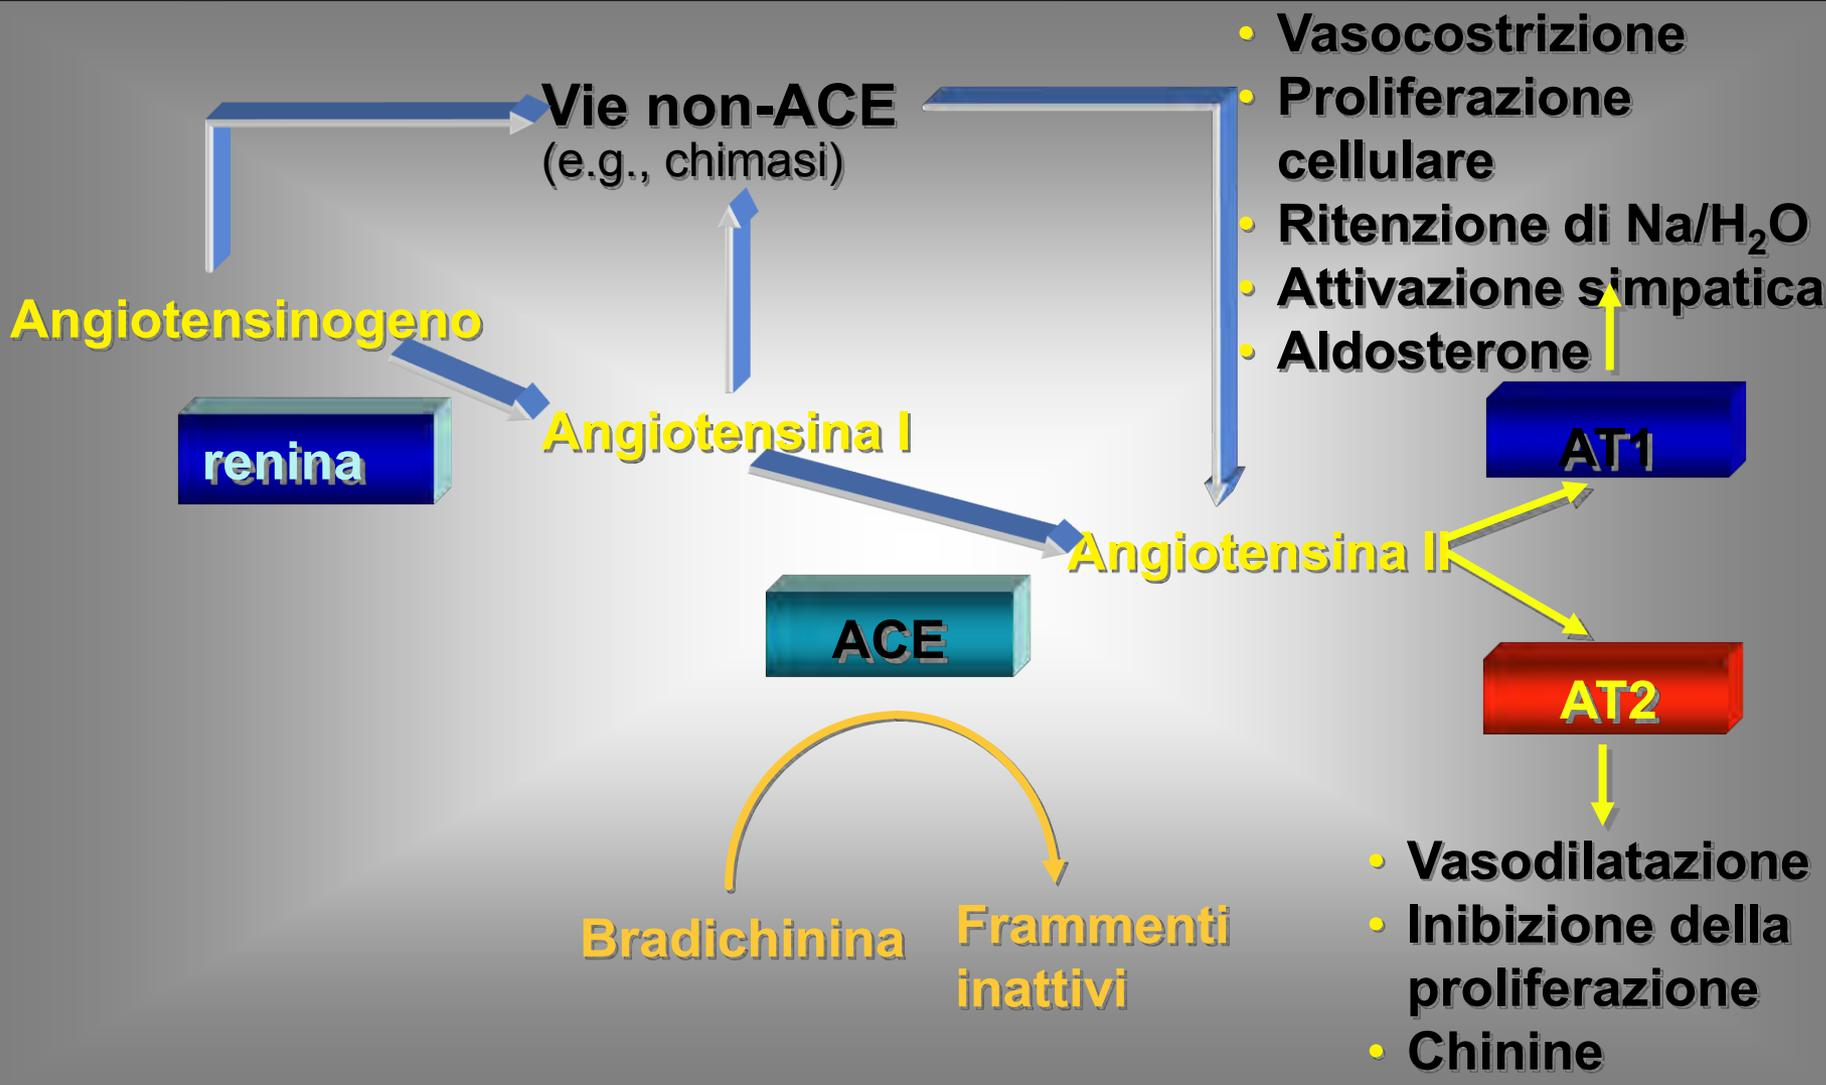 • Vasocostrizione
• Proliferazione
cellulare
• Ritenzione di Na/H₂O
• Attivazione simpatica
• Aldosterone
Vie non-ACE
(e.g., chimasi)
Angiotensinogeno
renina
Angiotensina I
AT1
Angiotensina II
ACE
AT2
Bradichinina
Frammenti
inattivi
• Vasodilatazione
• Inibizione della
proliferazione
• Chinine